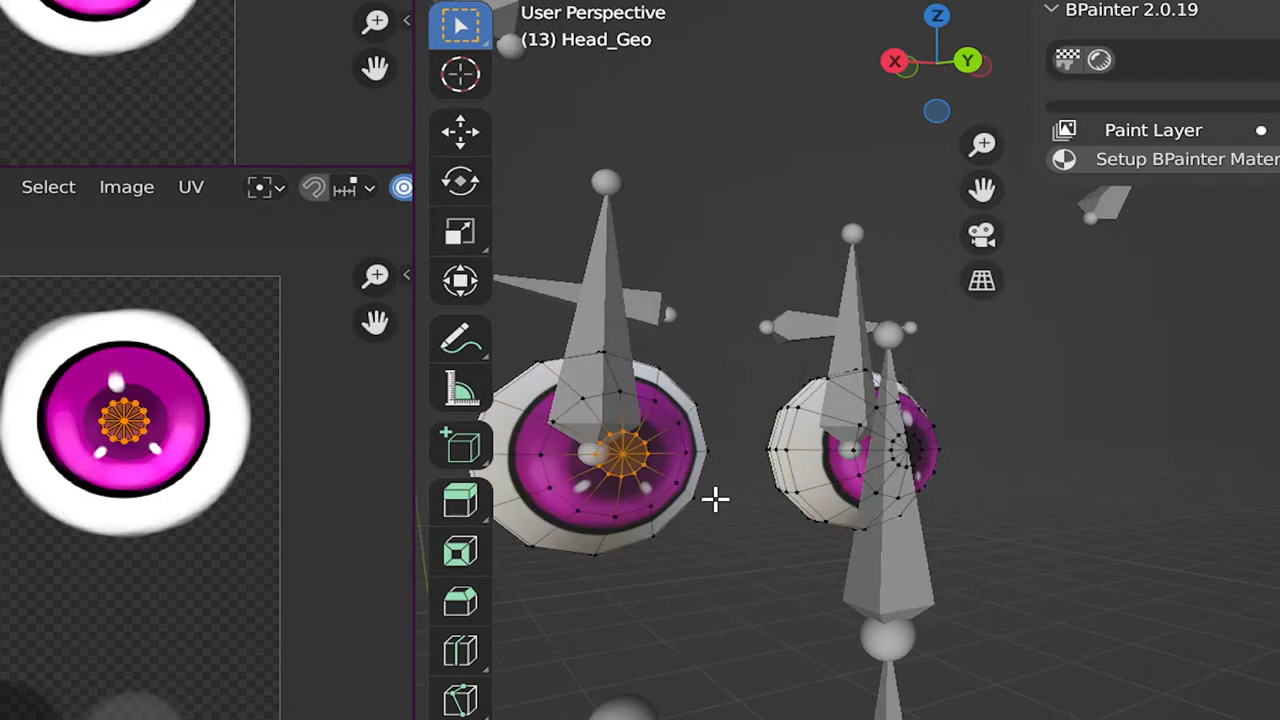 User Perspective
(13) Head_Geo
Z
X
Y
BPainter 2.0.19
Paint Layer
Setup BPainter Mater
Select Image UV